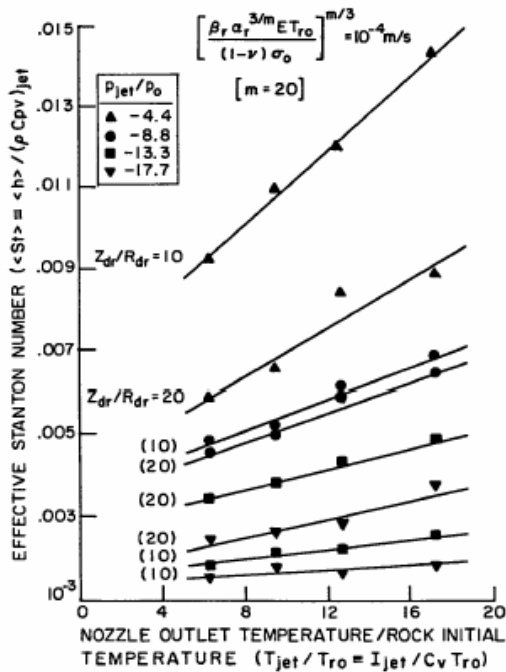 .015
.013
.011
.009
.007
.005
.003
10⁻³
EFFECTIVE STANTON NUMBER (<St> = <h> / (ρ Cpv)jet
[βr αr^3/m E Tro / (1-ν) σo]^m/3 = 10⁻⁴ m/s
[m = 20]
Pjet/Po
▲ -4.4
● -8.8
■ -13.3
▼ -17.7
Zdr/Rdr = 10
Zdr/Rdr = 20
(10)
(20)
(20)
(20)
(10)
(10)
0 4 8 12 16 20
NOZZLE OUTLET TEMPERATURE/ROCK INITIAL
TEMPERATURE (Tjet/Tro = Ijet/Cv Tro)